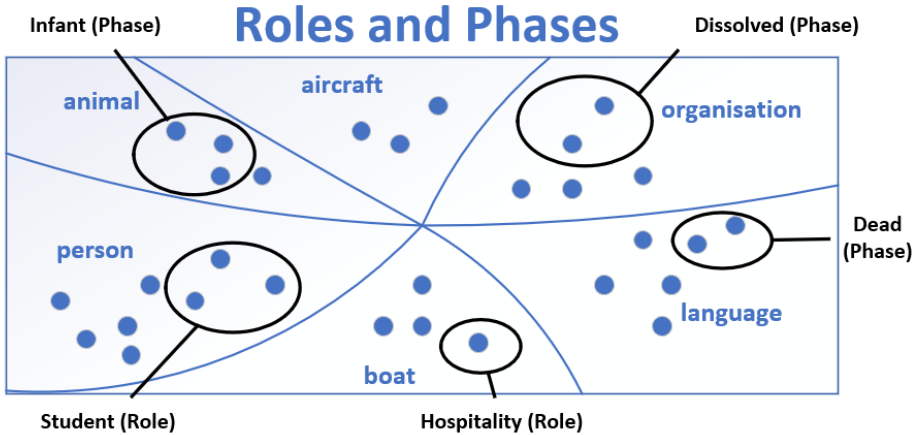 Roles and Phases
Infant (Phase)
Dissolved (Phase)
animal
aircraft
organisation
person
Dead
(Phase)
language
boat
Student (Role)
Hospitality (Role)